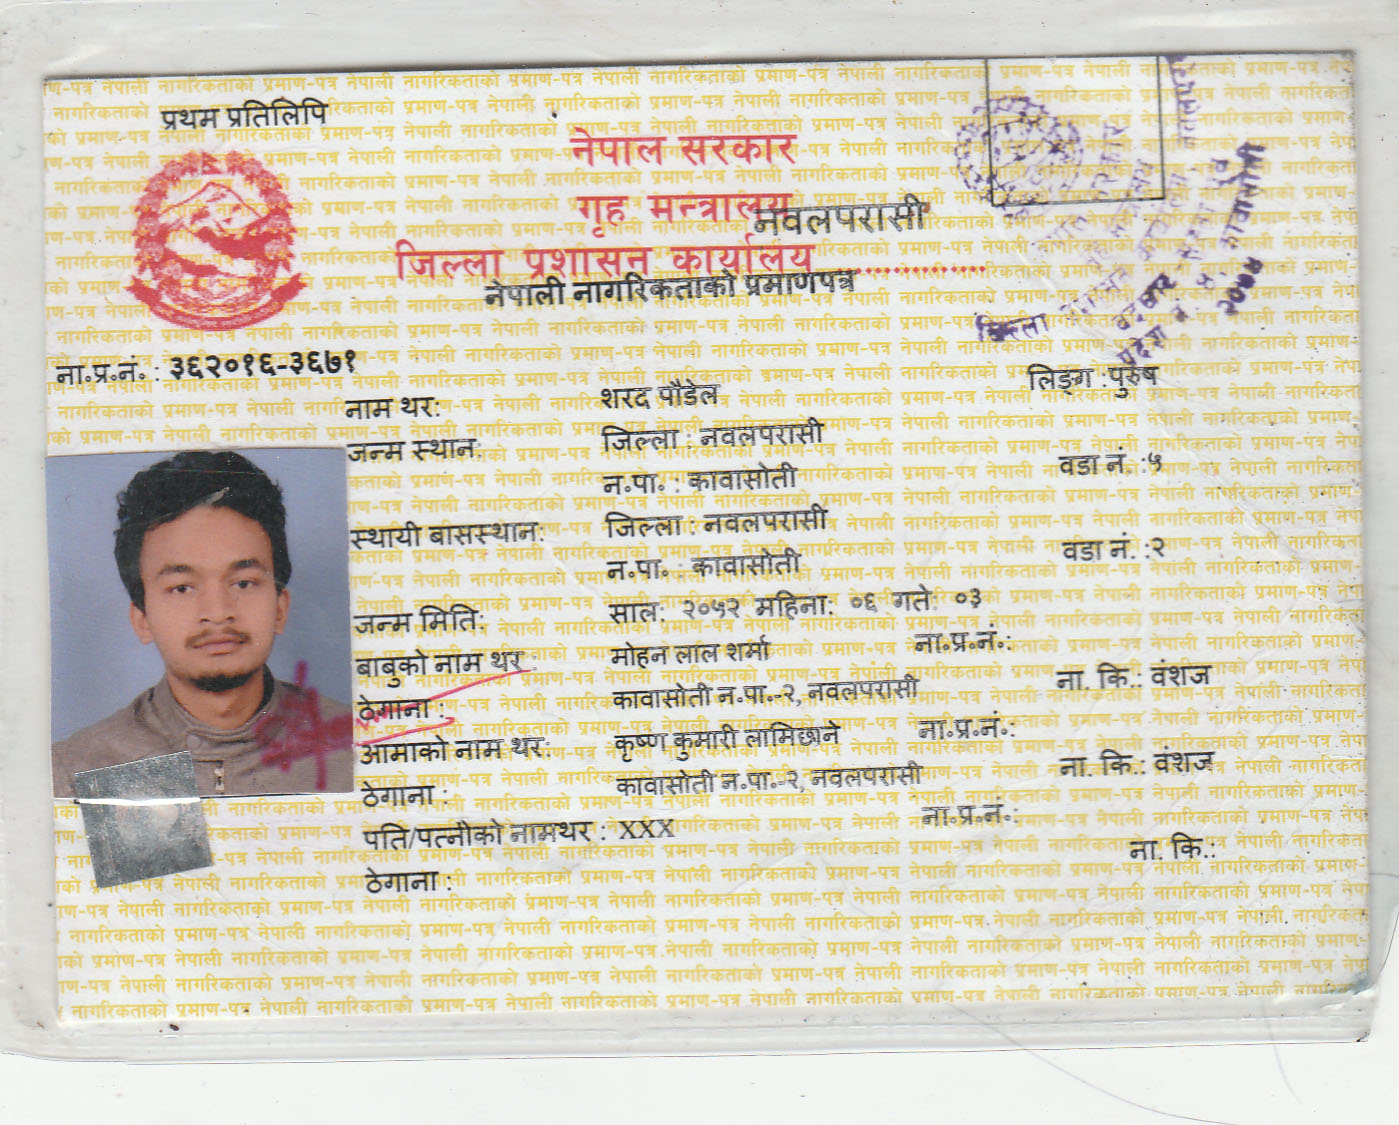 प्रथम प्रतिलिपि
नेपाल सरकार
गृह मन्त्रालय
नवलपरासी
जिल्ला प्रशासन कार्यालय...............
नेपाली नागरिकताको प्रमाणपत्र
ना.प्र.नं. : ३६२०१६-३६७१
नाम थर: शरद पौडेल लिङ्ग :पुरुष
जन्म स्थान: जिल्ला : नवलपरासी
न.पा. : कावासोती वडा नं. :५
स्थायी बासस्थान: जिल्ला : नवलपरासी
न.पा. : कावासोती वडा नं. :२
जन्म मिति: साल: २०५२ महिना: ०६ गते: ०३
बाबुको नाम थर : मोहन लाल शर्मा ना.प्र.नं.:
ठेगाना : कावासोती न.पा.-२, नवलपरासी ना. कि.: वंशज
आमाको नाम थर: कृष्ण कुमारी लामिछाने ना.प्र.नं.:
ठेगाना : कावासोती न.पा.-२, नवलपरासी ना. कि.: वंशज
पति/पत्नीको नामथर : XXX ना.प्र.नं.:
ठेगाना : ना. कि.: